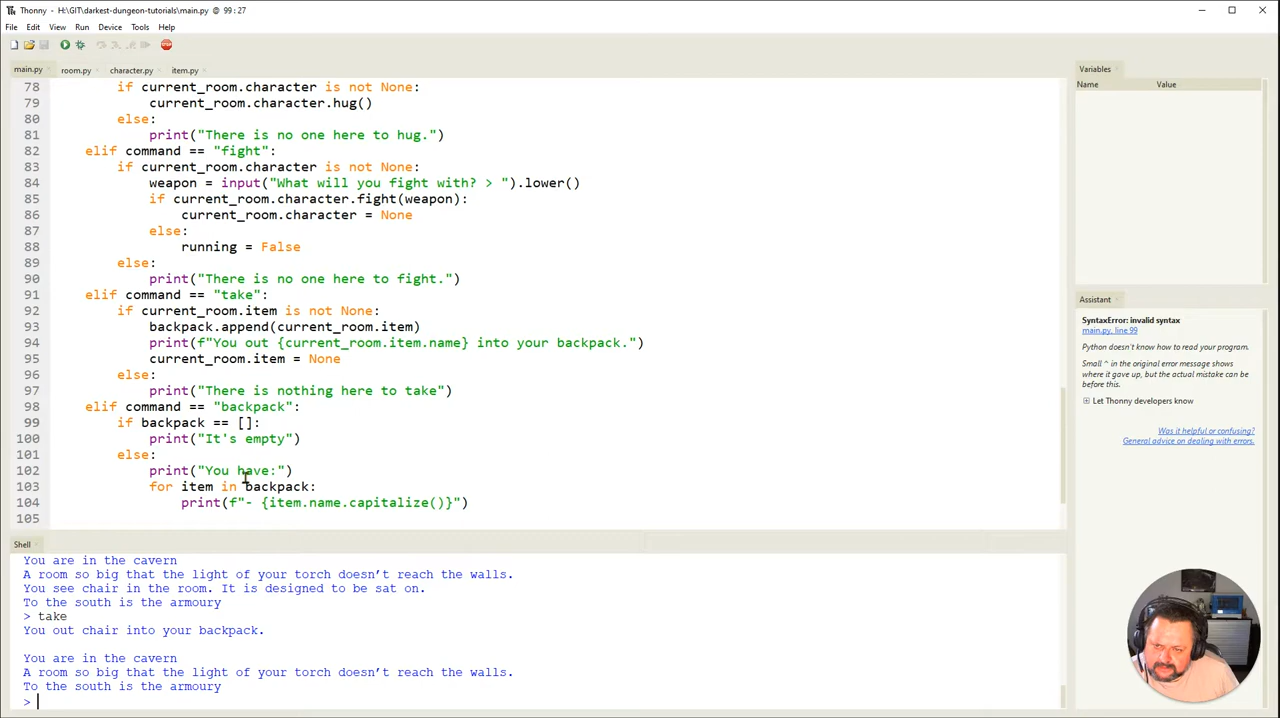 Thonny - H:\GIT\darkest-dungeon-tutorials\main.py @ 99 : 27
File Edit View Run Device Tools Help
main.py room.py character.py item.py
78 if current_room.character is not None:
79 current_room.character.hug()
80 else:
81 print("There is no one here to hug.")
82 elif command == "fight":
83 if current_room.character is not None:
84 weapon = input("What will you fight with? > ").lower()
85 if current_room.character.fight(weapon):
86 current_room.character = None
87 else:
88 running = False
89 else:
90 print("There is no one here to fight.")
91 elif command == "take":
92 if current_room.item is not None:
93 backpack.append(current_room.item)
94 print(f"You out {current_room.item.name} into your backpack.")
95 current_room.item = None
96 else:
97 print("There is nothing here to take")
98 elif command == "backpack":
99 if backpack == []:
100 print("It's empty")
101 else:
102 print("You have:")
103 for item in backpack:
104 print(f"- {item.name.capitalize()}")
105
Shell
You are in the cavern
A room so big that the light of your torch doesn't reach the walls.
You see chair in the room. It is designed to be sat on.
To the south is the armoury
> take
You out chair into your backpack.
You are in the cavern
A room so big that the light of your torch doesn't reach the walls.
To the south is the armoury
>
Variables
Name Value
Assistant
SyntaxError: invalid syntax
main.py, line 99
Python doesn't know how to read your program.
Small ^ in the original error message shows
where it gave up, but the actual mistake can be
before this.
Let Thonny developers know
Was it helpful or confusing?
General advice on dealing with errors.